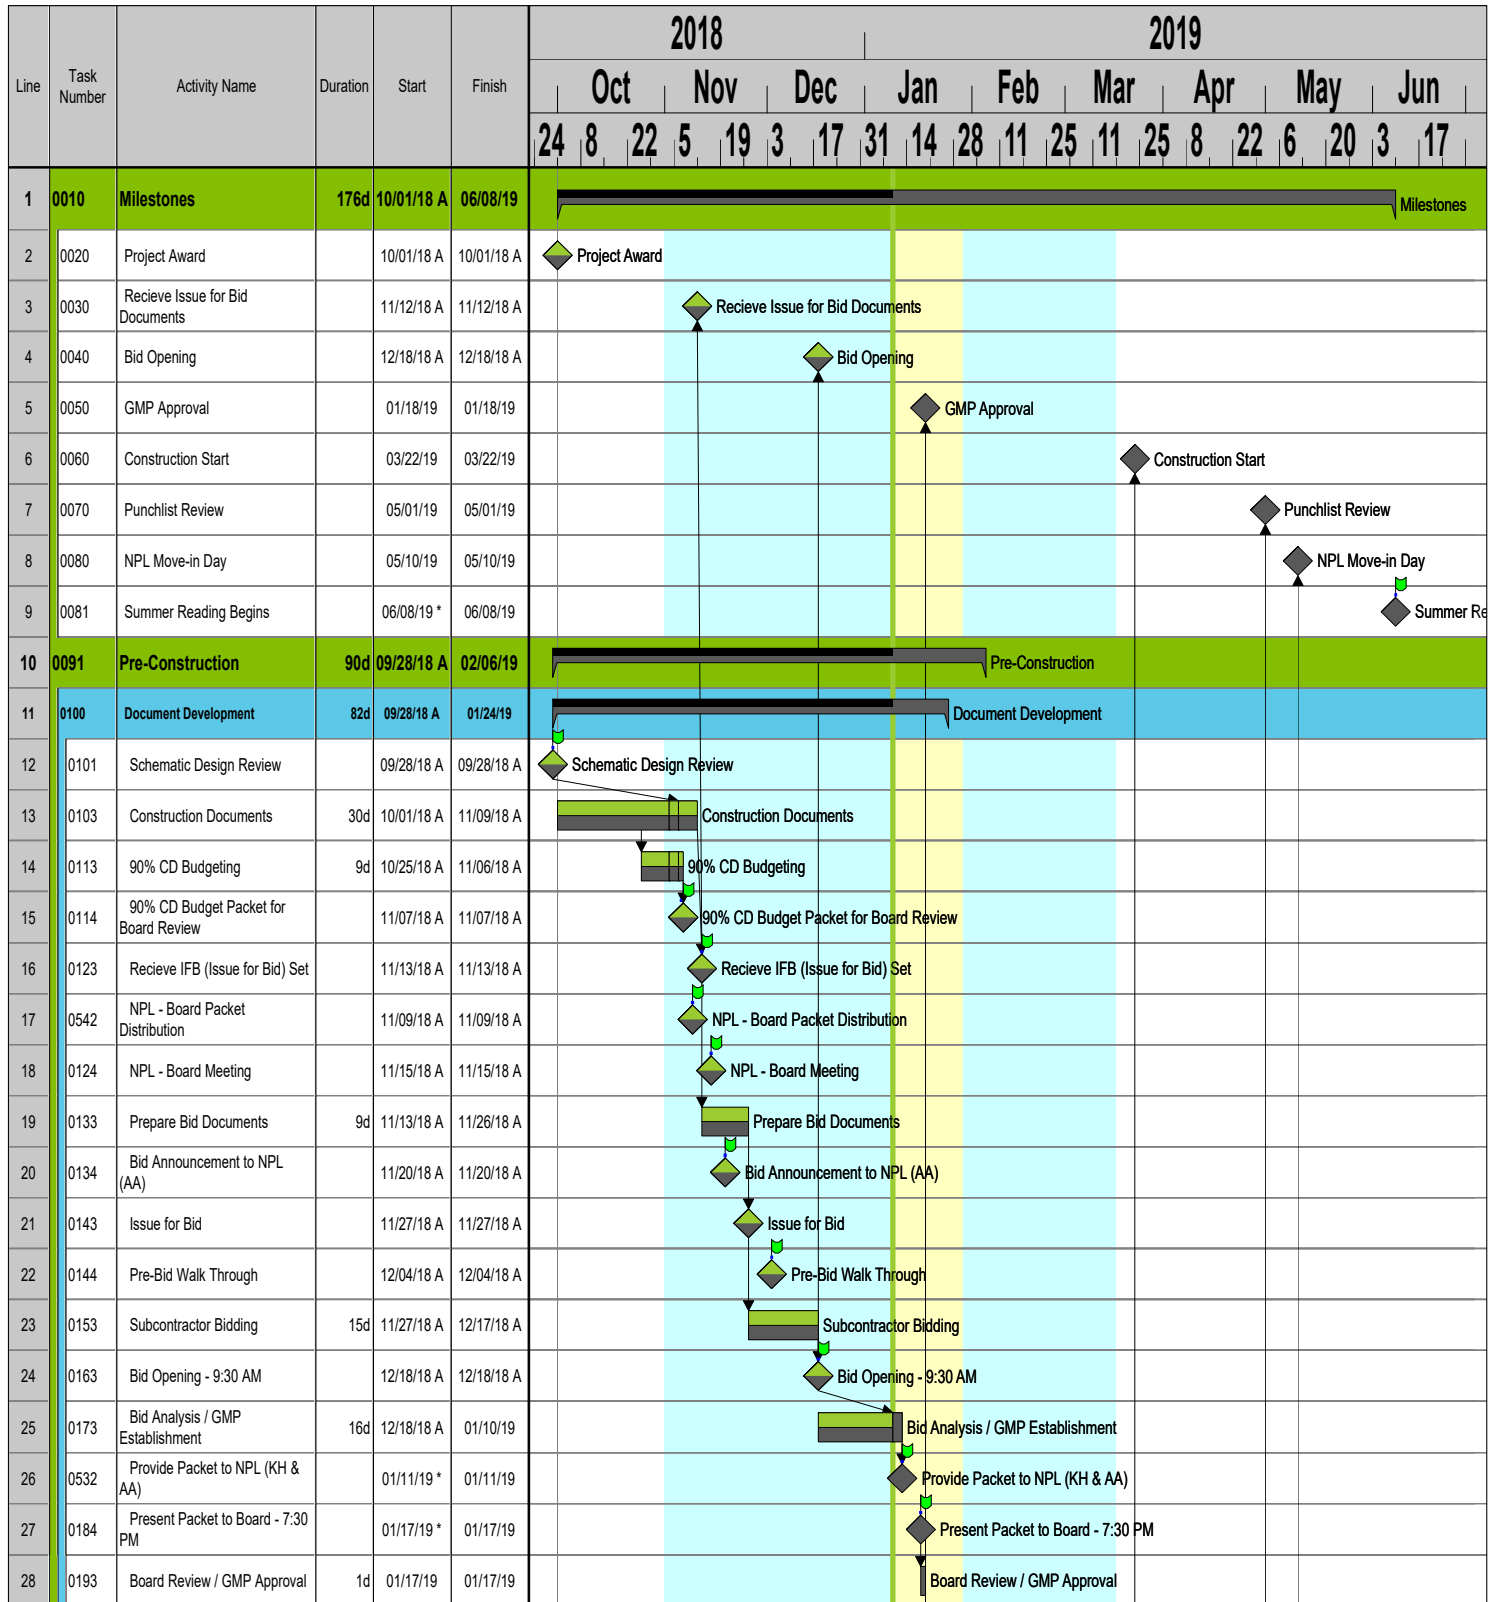 2018 2019
Line Task Number Activity Name Duration Start Finish
Oct Nov Dec Jan Feb Mar Apr May Jun
24 8 22 5 19 3 17 31 14 28 11 25 11 25 8 22 6 20 3 17
1 0010 Milestones 176d 10/01/18 A 06/08/19 Milestones
2 0020 Project Award 10/01/18 A 10/01/18 A Project Award
3 0030 Recieve Issue for Bid Documents 11/12/18 A 11/12/18 A Recieve Issue for Bid Documents
4 0040 Bid Opening 12/18/18 A 12/18/18 A Bid Opening
5 0050 GMP Approval 01/18/19 01/18/19 GMP Approval
6 0060 Construction Start 03/22/19 03/22/19 Construction Start
7 0070 Punchlist Review 05/01/19 05/01/19 Punchlist Review
8 0080 NPL Move-in Day 05/10/19 05/10/19 NPL Move-in Day
9 0081 Summer Reading Begins 06/08/19 * 06/08/19 Summer Re
10 0091 Pre-Construction 90d 09/28/18 A 02/06/19 Pre-Construction
11 0100 Document Development 82d 09/28/18 A 01/24/19 Document Development
12 0101 Schematic Design Review 09/28/18 A 09/28/18 A Schematic Design Review
13 0103 Construction Documents 30d 10/01/18 A 11/09/18 A Construction Documents
14 0113 90% CD Budgeting 9d 10/25/18 A 11/06/18 A 90% CD Budgeting
15 0114 90% CD Budget Packet for Board Review 11/07/18 A 11/07/18 A 90% CD Budget Packet for Board Review
16 0123 Recieve IFB (Issue for Bid) Set 11/13/18 A 11/13/18 A Recieve IFB (Issue for Bid) Set
17 0542 NPL - Board Packet Distribution 11/09/18 A 11/09/18 A NPL - Board Packet Distribution
18 0124 NPL - Board Meeting 11/15/18 A 11/15/18 A NPL - Board Meeting
19 0133 Prepare Bid Documents 9d 11/13/18 A 11/26/18 A Prepare Bid Documents
20 0134 Bid Announcement to NPL (AA) 11/20/18 A 11/20/18 A Bid Announcement to NPL (AA)
21 0143 Issue for Bid 11/27/18 A 11/27/18 A Issue for Bid
22 0144 Pre-Bid Walk Through 12/04/18 A 12/04/18 A Pre-Bid Walk Through
23 0153 Subcontractor Bidding 15d 11/27/18 A 12/17/18 A Subcontractor Bidding
24 0163 Bid Opening - 9:30 AM 12/18/18 A 12/18/18 A Bid Opening - 9:30 AM
25 0173 Bid Analysis / GMP Establishment 16d 12/18/18 A 01/10/19 Bid Analysis / GMP Establishment
26 0532 Provide Packet to NPL (KH & AA) 01/11/19 * 01/11/19 Provide Packet to NPL (KH & AA)
27 0184 Present Packet to Board - 7:30 PM 01/17/19 * 01/17/19 Present Packet to Board - 7:30 PM
28 0193 Board Review / GMP Approval 1d 01/17/19 01/17/19 Board Review / GMP Approval